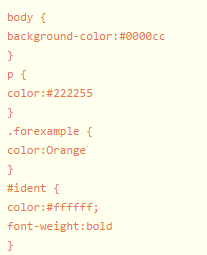 body {
background-color:#0000cc
}
p {
color:#222255
}
.forexample {
color:Orange
}
#ident {
color:#ffffff;
font-weight:bold
}